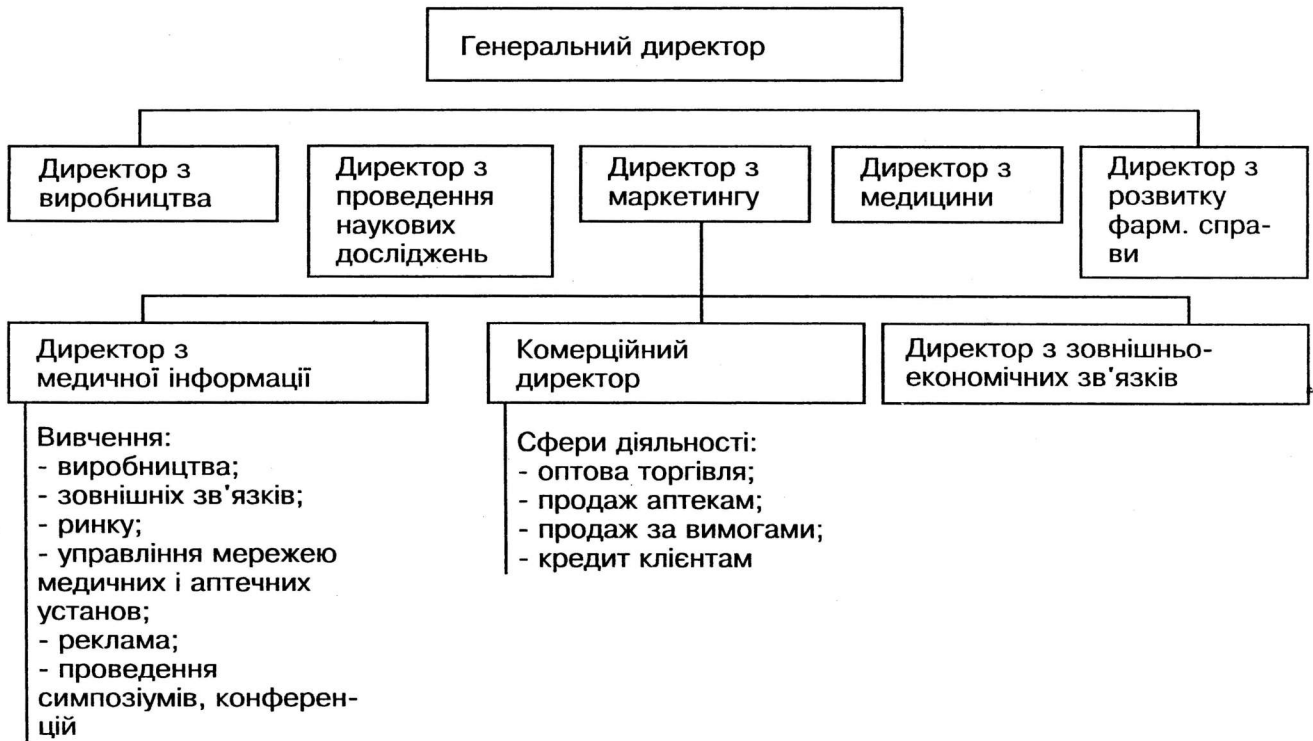 Генеральний директор
Директор з
виробництва
Директор з
проведення
наукових
досліджень
Директор з
маркетингу
Директор з
медицини
Директор з
розвитку
фарм. спра-
ви
Директор з
медичної інформації
Комерційний
директор
Директор з зовнішньо-
економічних зв'язків
Вивчення:
- виробництва;
- зовнішніх зв'язків;
- ринку;
- управління мережею
медичних і аптечних
установ;
- реклама;
- проведення
симпозіумів, конферен-
цій
Сфери діяльності:
- оптова торгівля;
- продаж аптекам;
- продаж за вимогами;
- кредит клієнтам